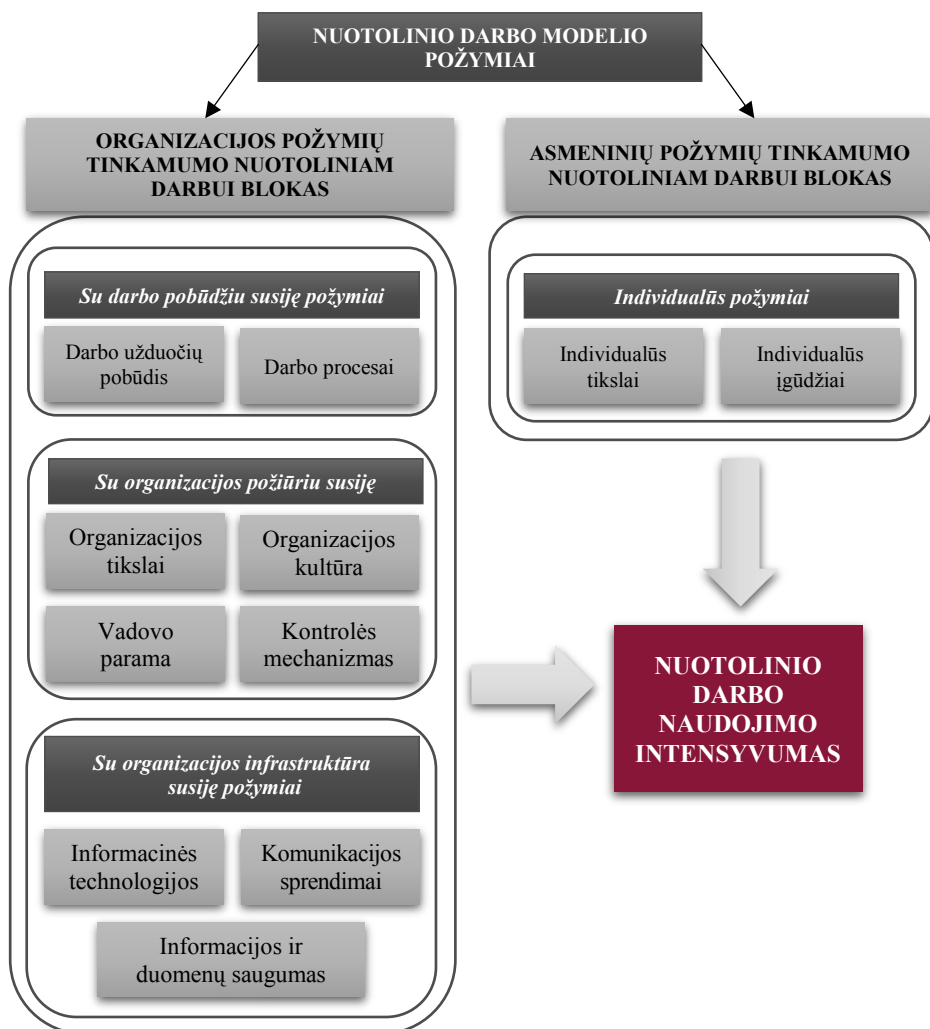 NUOTOLINIO DARBO MODELIO
POŽYMIAI
ORGANIZACIJOS POŽYMIŲ
TINKAMUMO NUOTOLINIAM
DARBUI BLOKAS
Su darbo pobūdžiu susiję požymiai
Darbo užduočių
pobūdis
Darbo procesai
Su organizacijos požiūriu susiję
Organizacijos
tikslai
Organizacijos
kultūra
Vadovo
parama
Kontrolės
mechanizmas
Su organizacijos infrastruktūra
susiję požymiai
Informacinės
technologijos
Komunikacijos
sprendimai
Informacijos ir
duomenų saugumas
ASMENINIŲ POŽYMIŲ TINKAMUMO
NUOTOLINIAM DARBUI BLOKAS
Individualūs požymiai
Individualūs
tikslai
Individualūs
įgūdžiai
NUOTOLINIO
DARBO
NAUDOJIMO
INTENSYVUMAS